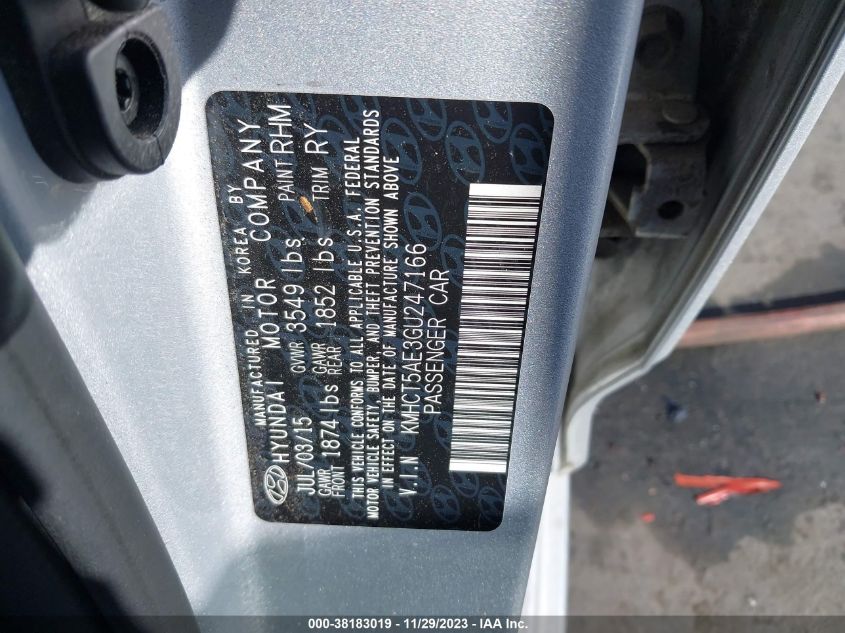 MANUFACTURED IN KOREA BY
HYUNDAI MOTOR COMPANY
JUL/03/15 GVWR 3549 lbs PAINT RHM
GAWR FRONT 1874 lbs GAWR REAR 1852 lbs TRIM RY
THIS VEHICLE CONFORMS TO ALL APPLICABLE U.S.A. FEDERAL
MOTOR VEHICLE SAFETY, BUMPER, AND THEFT PREVENTION STANDARDS
IN EFFECT ON THE DATE OF MANUFACTURE SHOWN ABOVE
V.I.N KMHCT5AE3GU247166
PASSENGER CAR
000-38183019 - 11/29/2023 - IAA Inc.